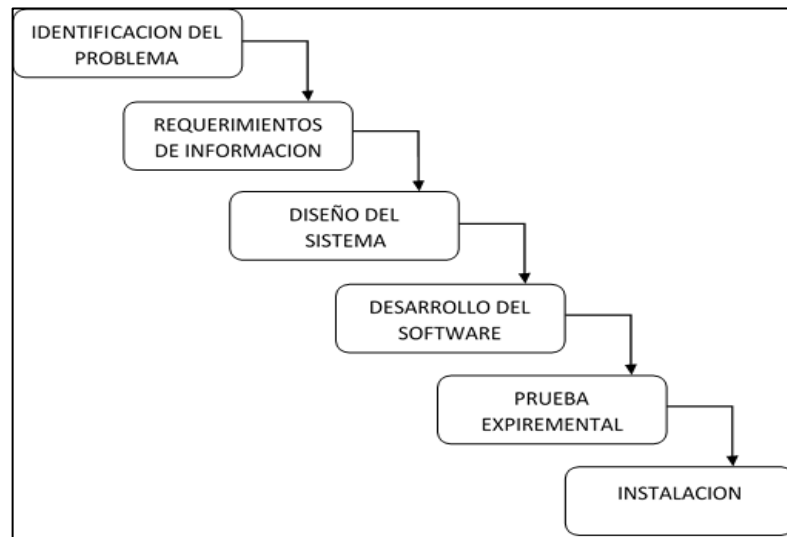 IDENTIFICACION DEL
PROBLEMA
REQUERIMIENTOS
DE INFORMACION
DISEÑO DEL
SISTEMA
DESARROLLO DEL
SOFTWARE
PRUEBA
EXPIREMENTAL
INSTALACION